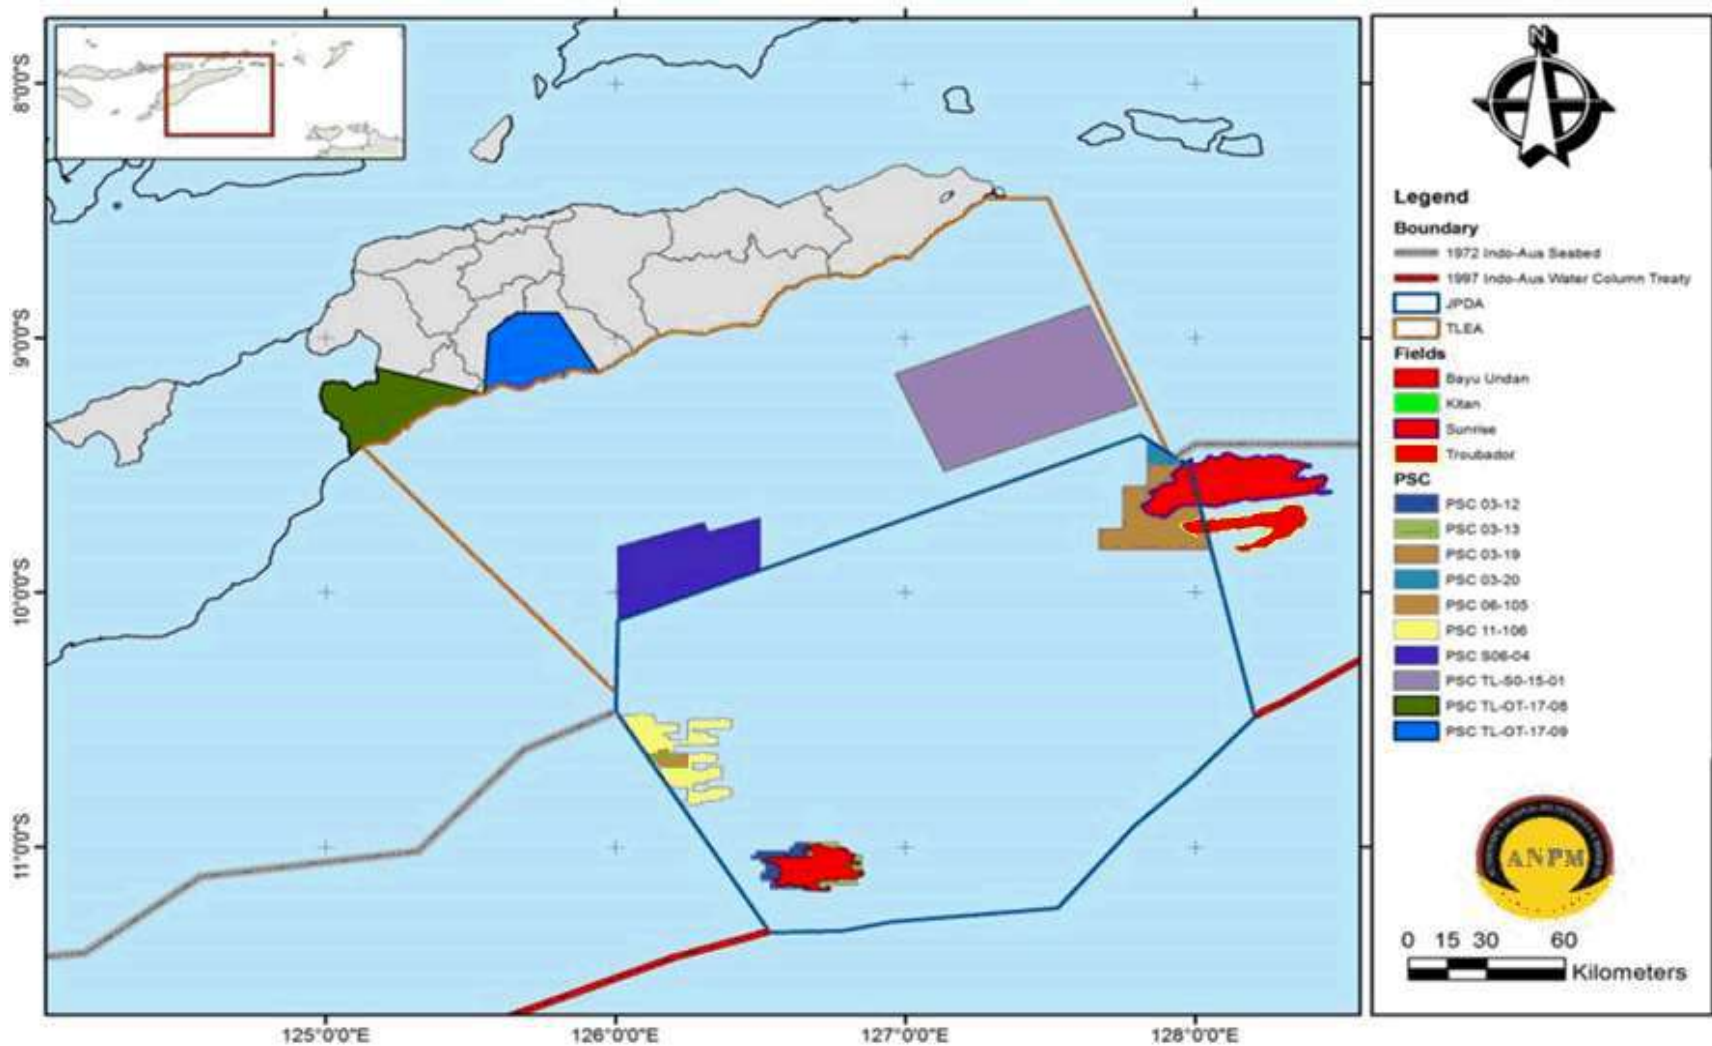 8°0'0"S
9°0'0"S
10°0'0"S
11°0'0"S
125°0'0"E
126°0'0"E
127°0'0"E
128°0'0"E
N
Legend
Boundary
1972 Indo-Aus Seabed
1997 Indo-Aus Water Column Treaty
JPDA
TLEA
Fields
Bayu Undan
Kitan
Sunrise
Troubador
PSC
PSC 03-12
PSC 03-13
PSC 03-19
PSC 03-20
PSC 06-105
PSC 11-106
PSC S06-04
PSC TL-S0-15-01
PSC TL-OT-17-08
PSC TL-OT-17-09
ANPM
0 15 30 60
Kilometers